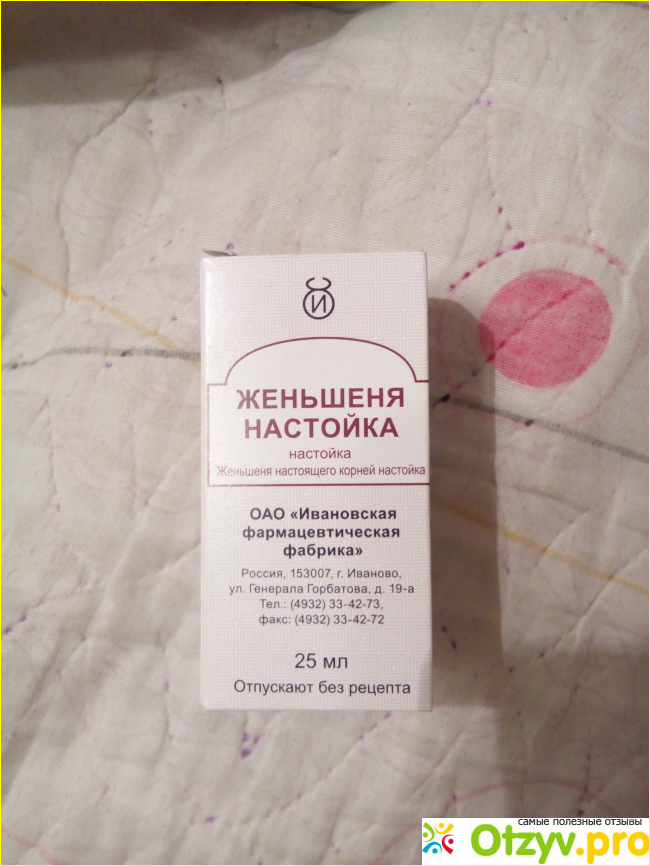 И
ЖЕНЬШЕНЯ
НАСТОЙКА
настойка
Женьшеня настоящего корней настойка
ОАО «Ивановская
фармацевтическая
фабрика»
Россия, 153007, г. Иваново,
ул. Генерала Горбатова, д. 19-а
Тел.: (4932) 33-42-73,
факс: (4932) 33-42-72
25 мл
Отпускают без рецепта
самые полезные отзывы
Otzyv.pro